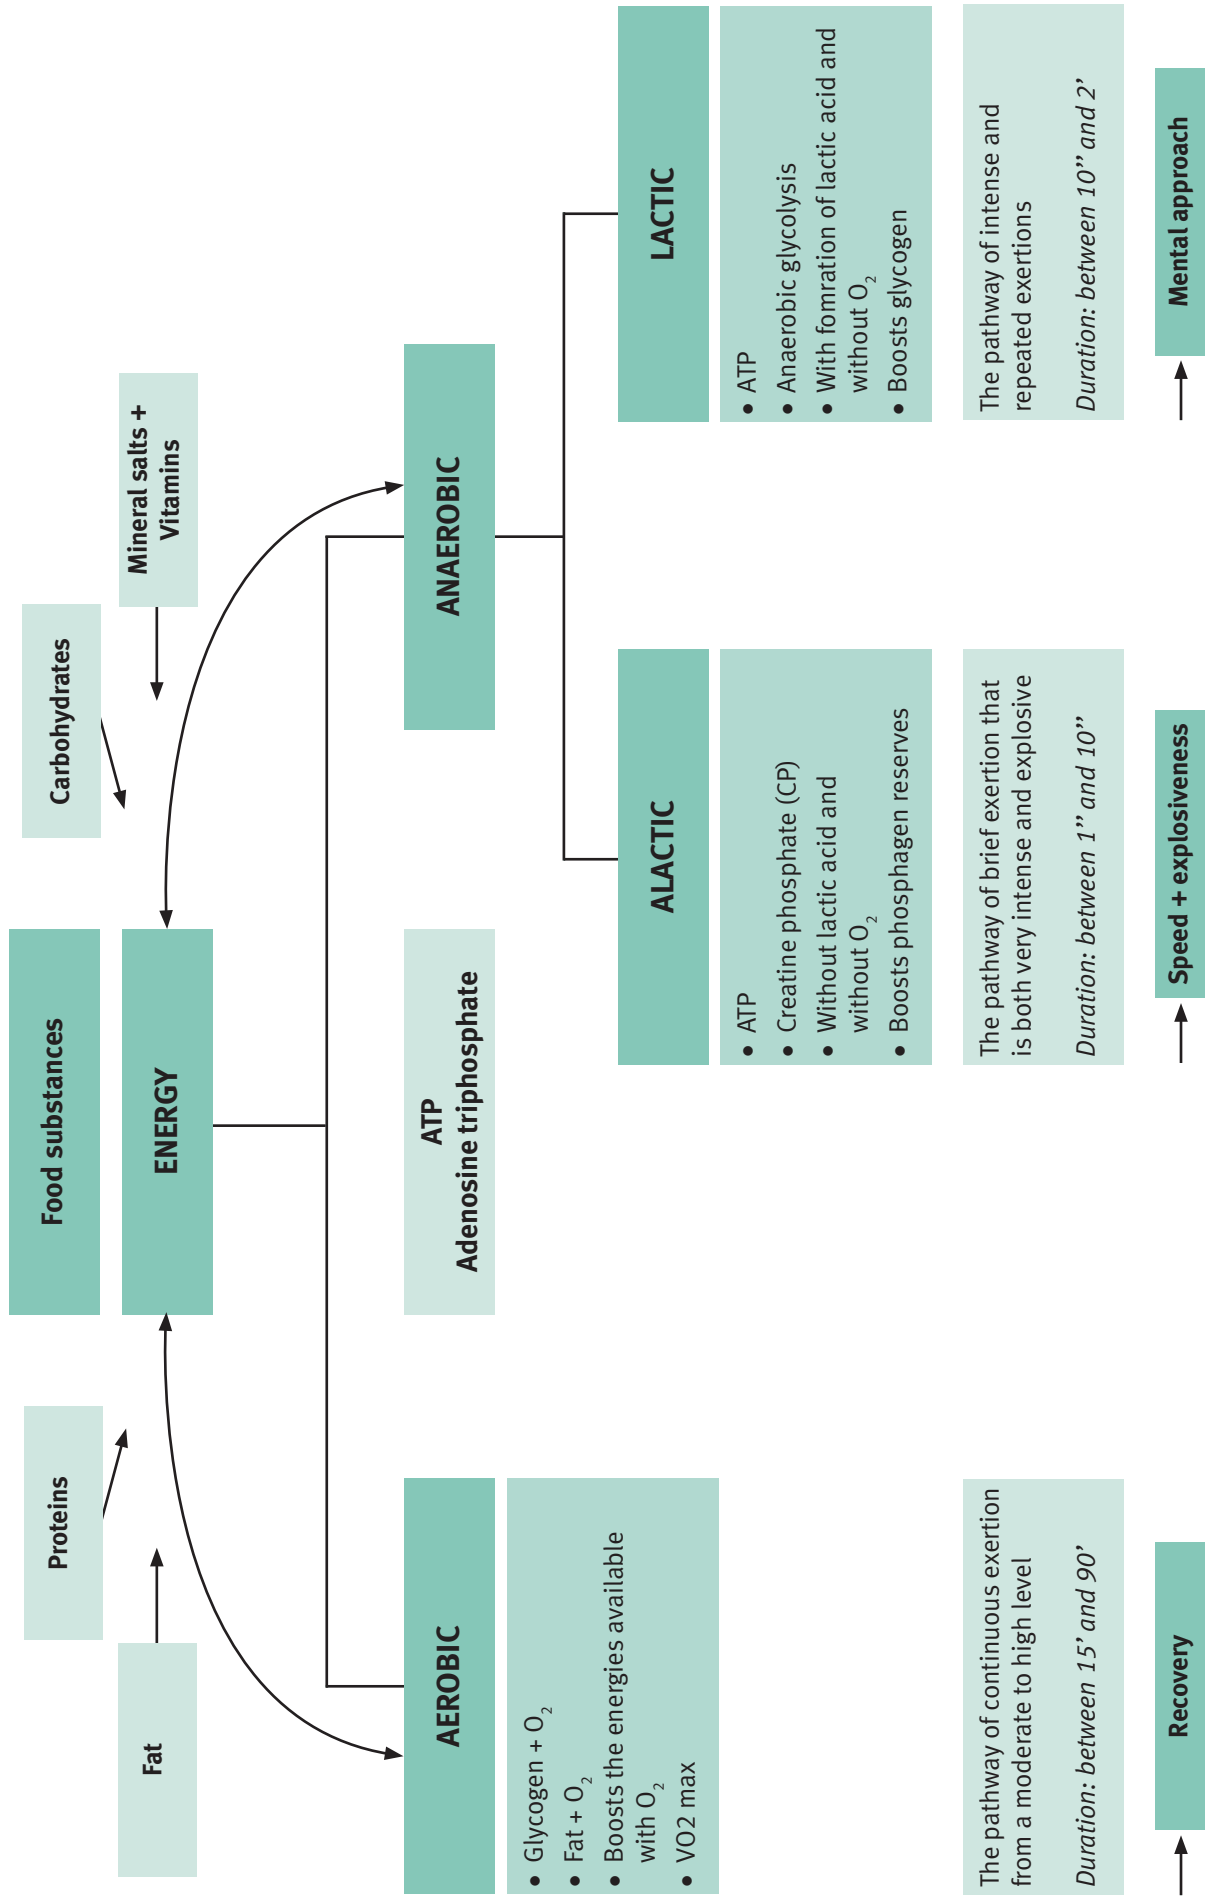 Food substances
Proteins
Carbohydrates
Fat
ENERGY
Mineral salts +
Vitamins
AEROBIC
ATP
Adenosine triphosphate
ANAEROBIC
• Glycogen + O₂
• Fat + O₂
• Boosts the energies available
with O₂
• VO2 max
ALACTIC
• ATP
• Creatine phosphate (CP)
• Without lactic acid and
without O₂
• Boosts phosphagen reserves
LACTIC
• ATP
• Anaerobic glycolysis
• With fomration of lactic acid and
without O₂
• Boosts glycogen
The pathway of continuous exertion
from a moderate to high level
Duration: between 15’ and 90’
The pathway of brief exertion that
is both very intense and explosive
Duration: between 1’’ and 10’’
The pathway of intense and
repeated exertions
Duration: between 10’’ and 2’
Recovery
Speed + explosiveness
Mental approach